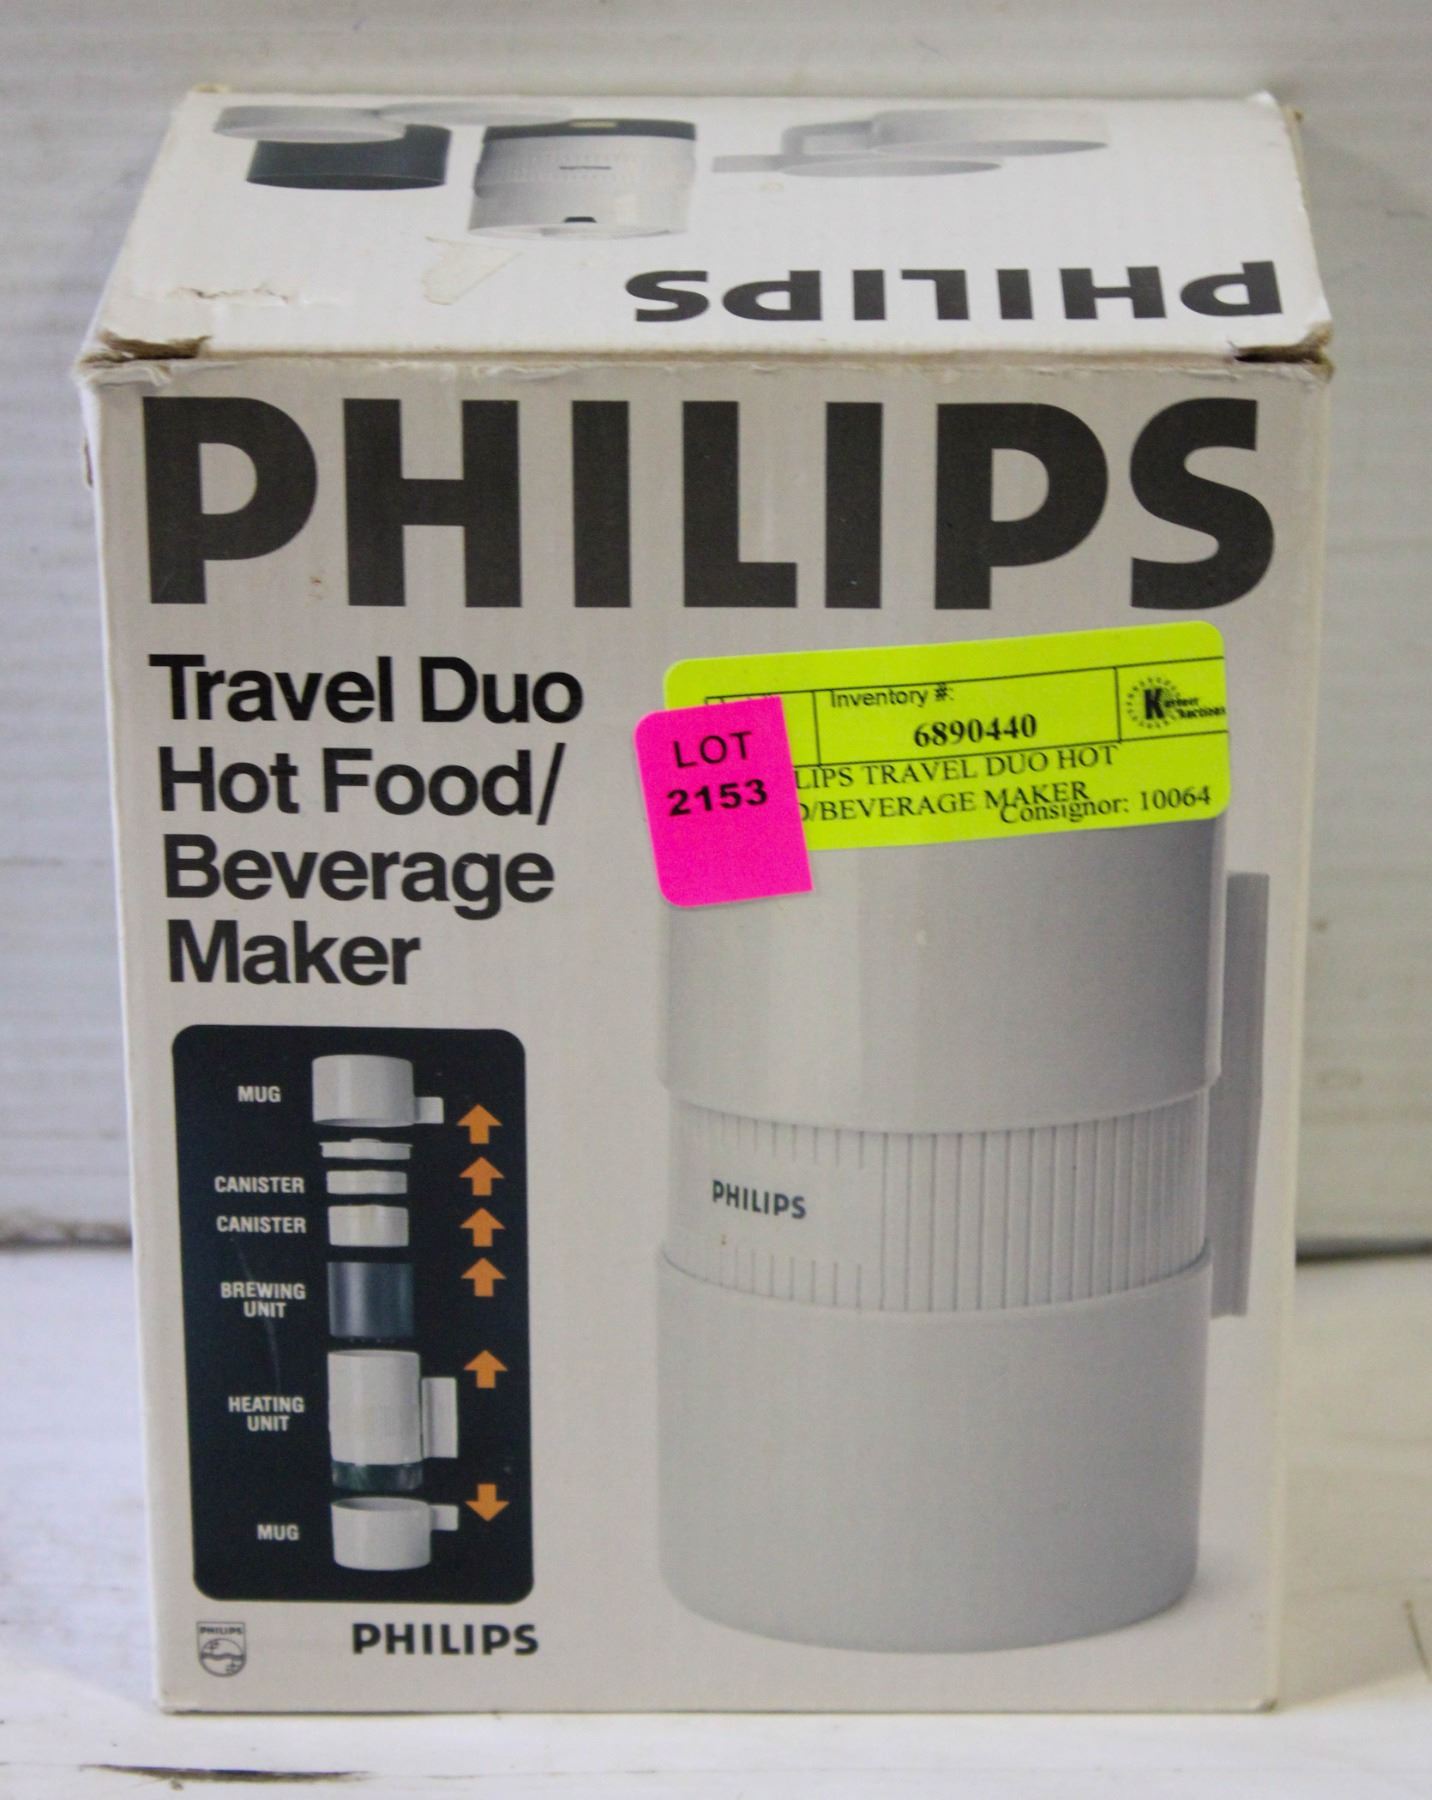 PHILIPS
PHILIPS
Travel Duo
Hot Food/
Beverage
Maker
Inventory #:
6890440
LOT
2153
LIPS TRAVEL DUO HOT
/BEVERAGE MAKER
Consignor: 10064
PHILIPS
MUG
CANISTER
CANISTER
BREWING
UNIT
HEATING
UNIT
MUG
PHILIPS
PHILIPS